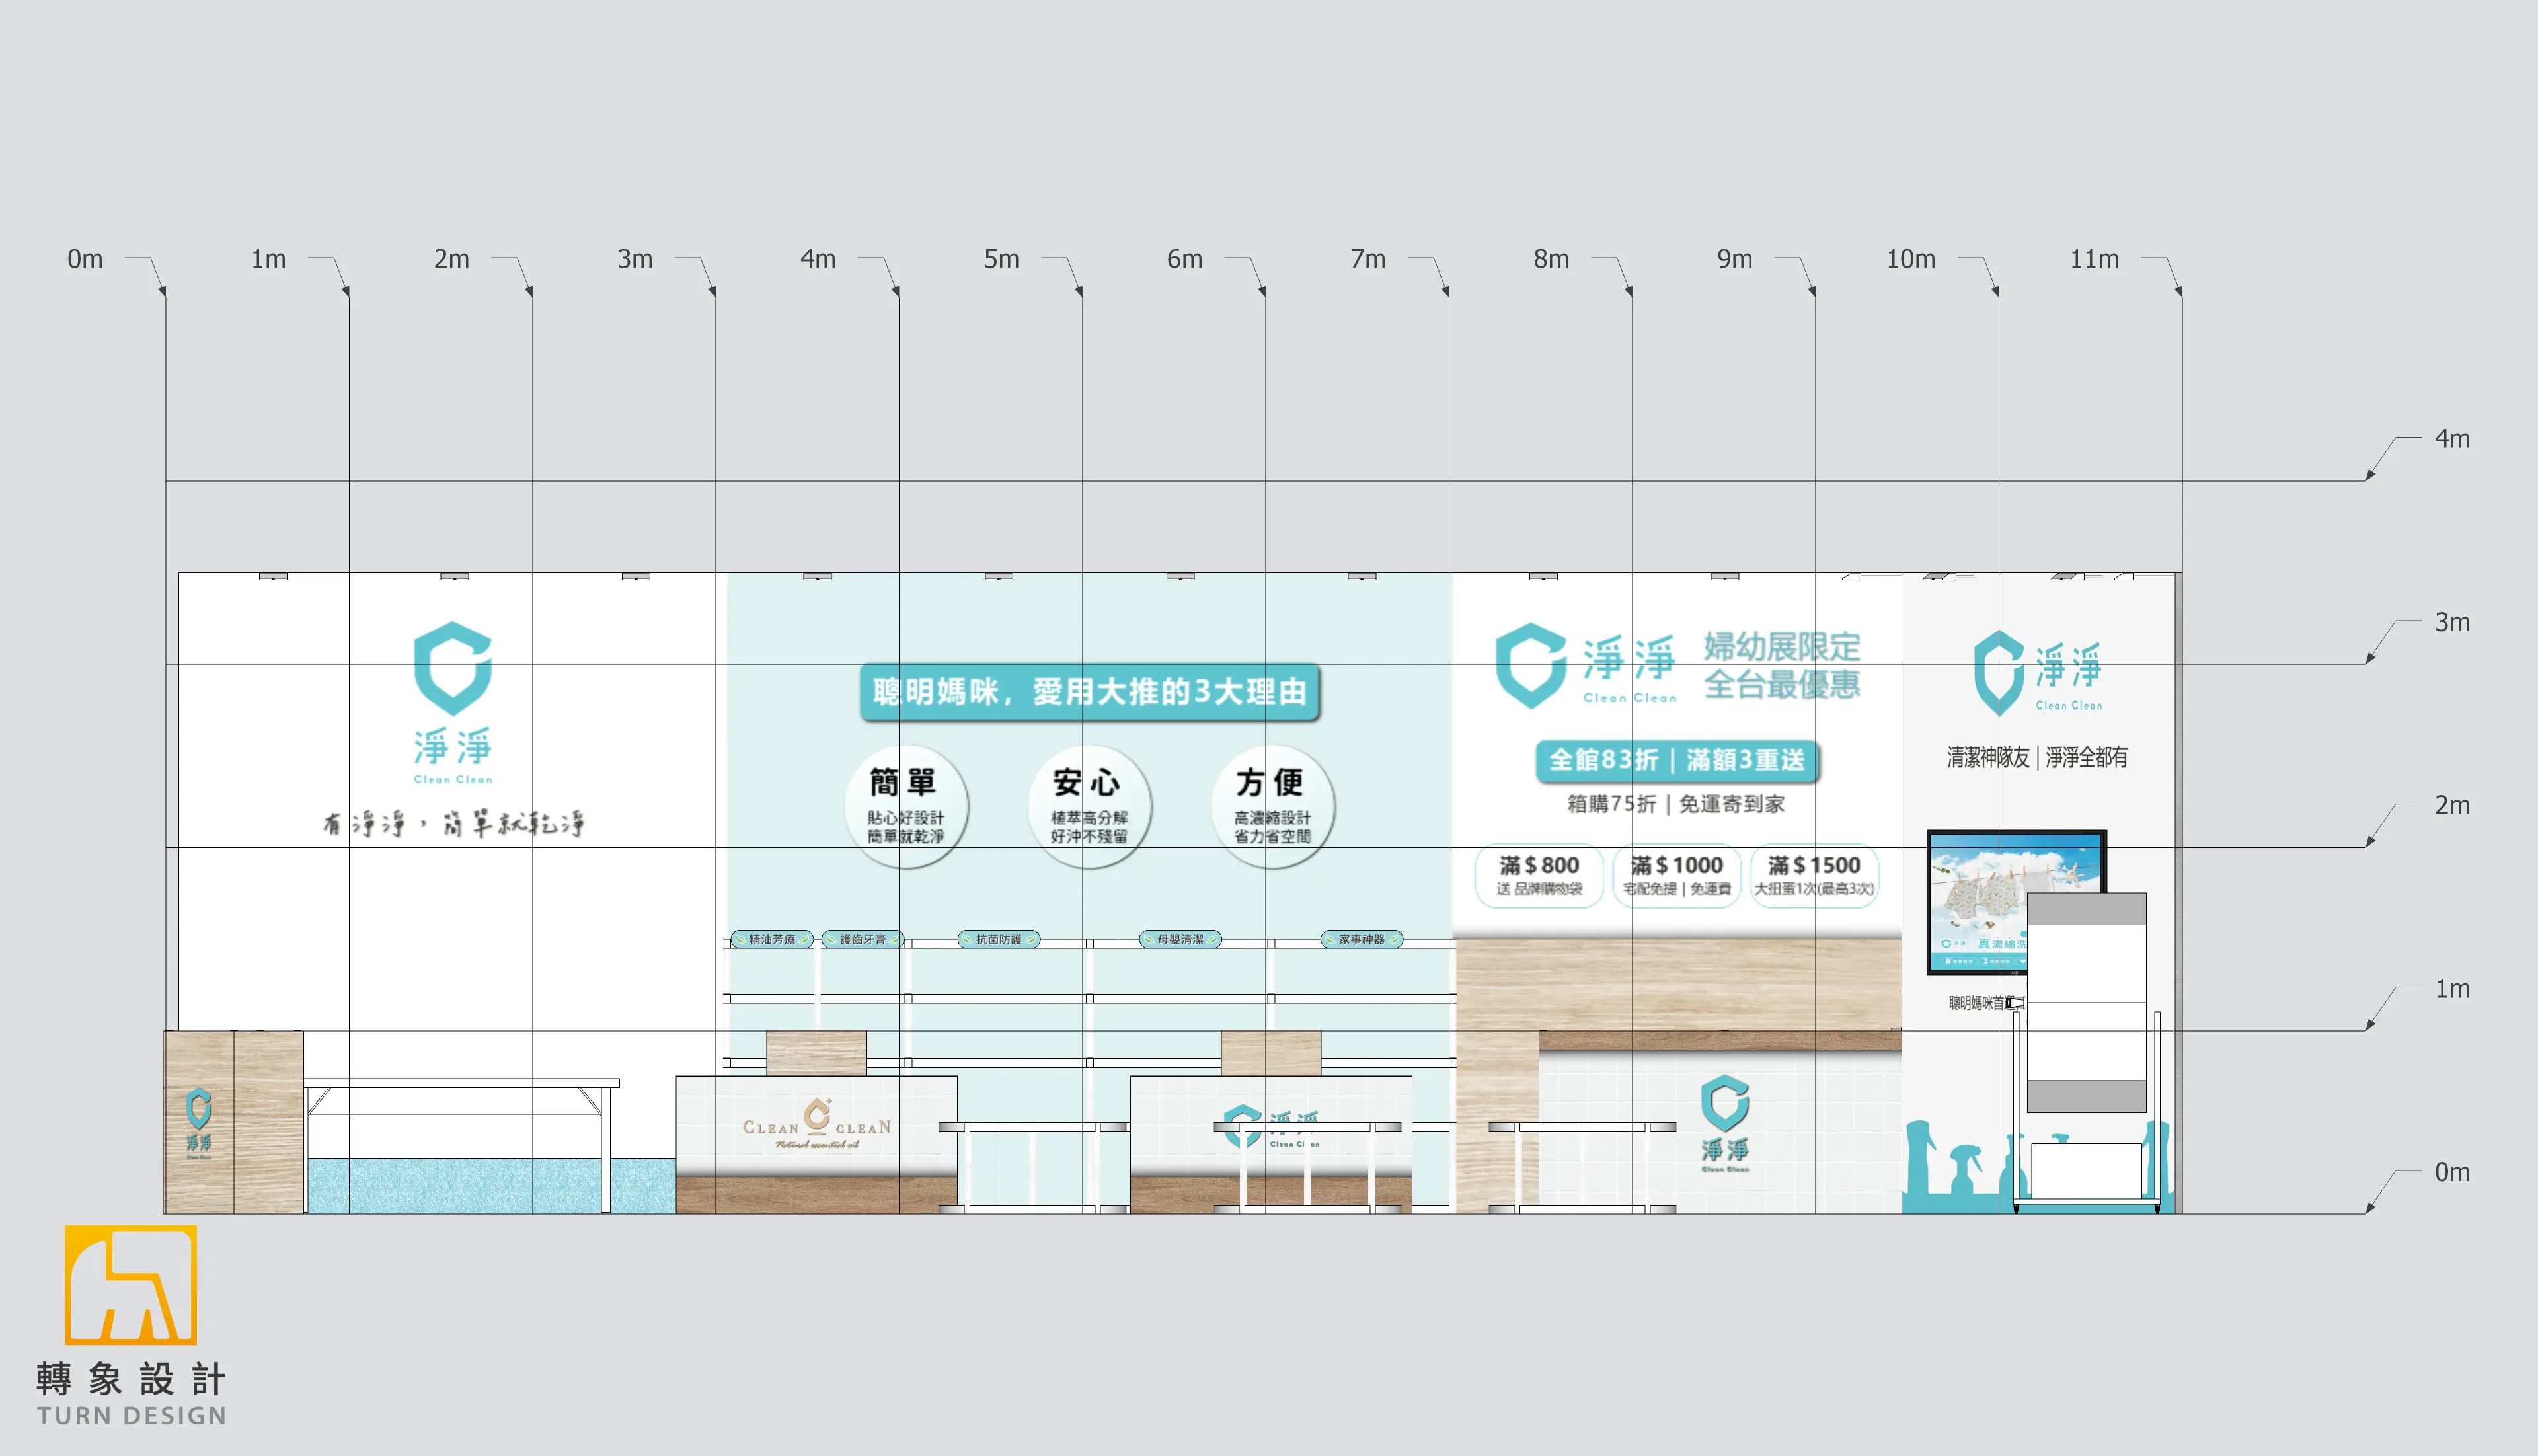 0m
1m
2m
3m
4m
5m
6m
7m
8m
9m
10m
11m
4m
3m
2m
1m
0m
淨淨
Clean Clean
有淨淨，簡單就乾淨
聰明媽咪，愛用大推的3大理由
簡單
貼心好設計
簡單就乾淨
安心
植萃高分解
好沖不殘留
方便
高濃縮設計
省力省空間
淨淨
Clean Clean
婦幼展限定
全台最優惠
全館83折｜滿額3重送
箱購75折｜免運寄到家
滿$800
送 品牌購物袋
滿$1000
宅配免提｜免運費
滿$1500
大扭蛋1次(最高3次)
淨淨
Clean Clean
清潔神隊友｜淨淨全都有
真濃縮洗
聰明媽咪首選
精油芳療
護齒牙膏
抗菌防護
母嬰清潔
家事神器
淨淨
Clean Clean
CLEAN CLEAN
Natural essential oil
淨淨
Clean Clean
淨淨
Clean Clean
轉象設計
TURN DESIGN